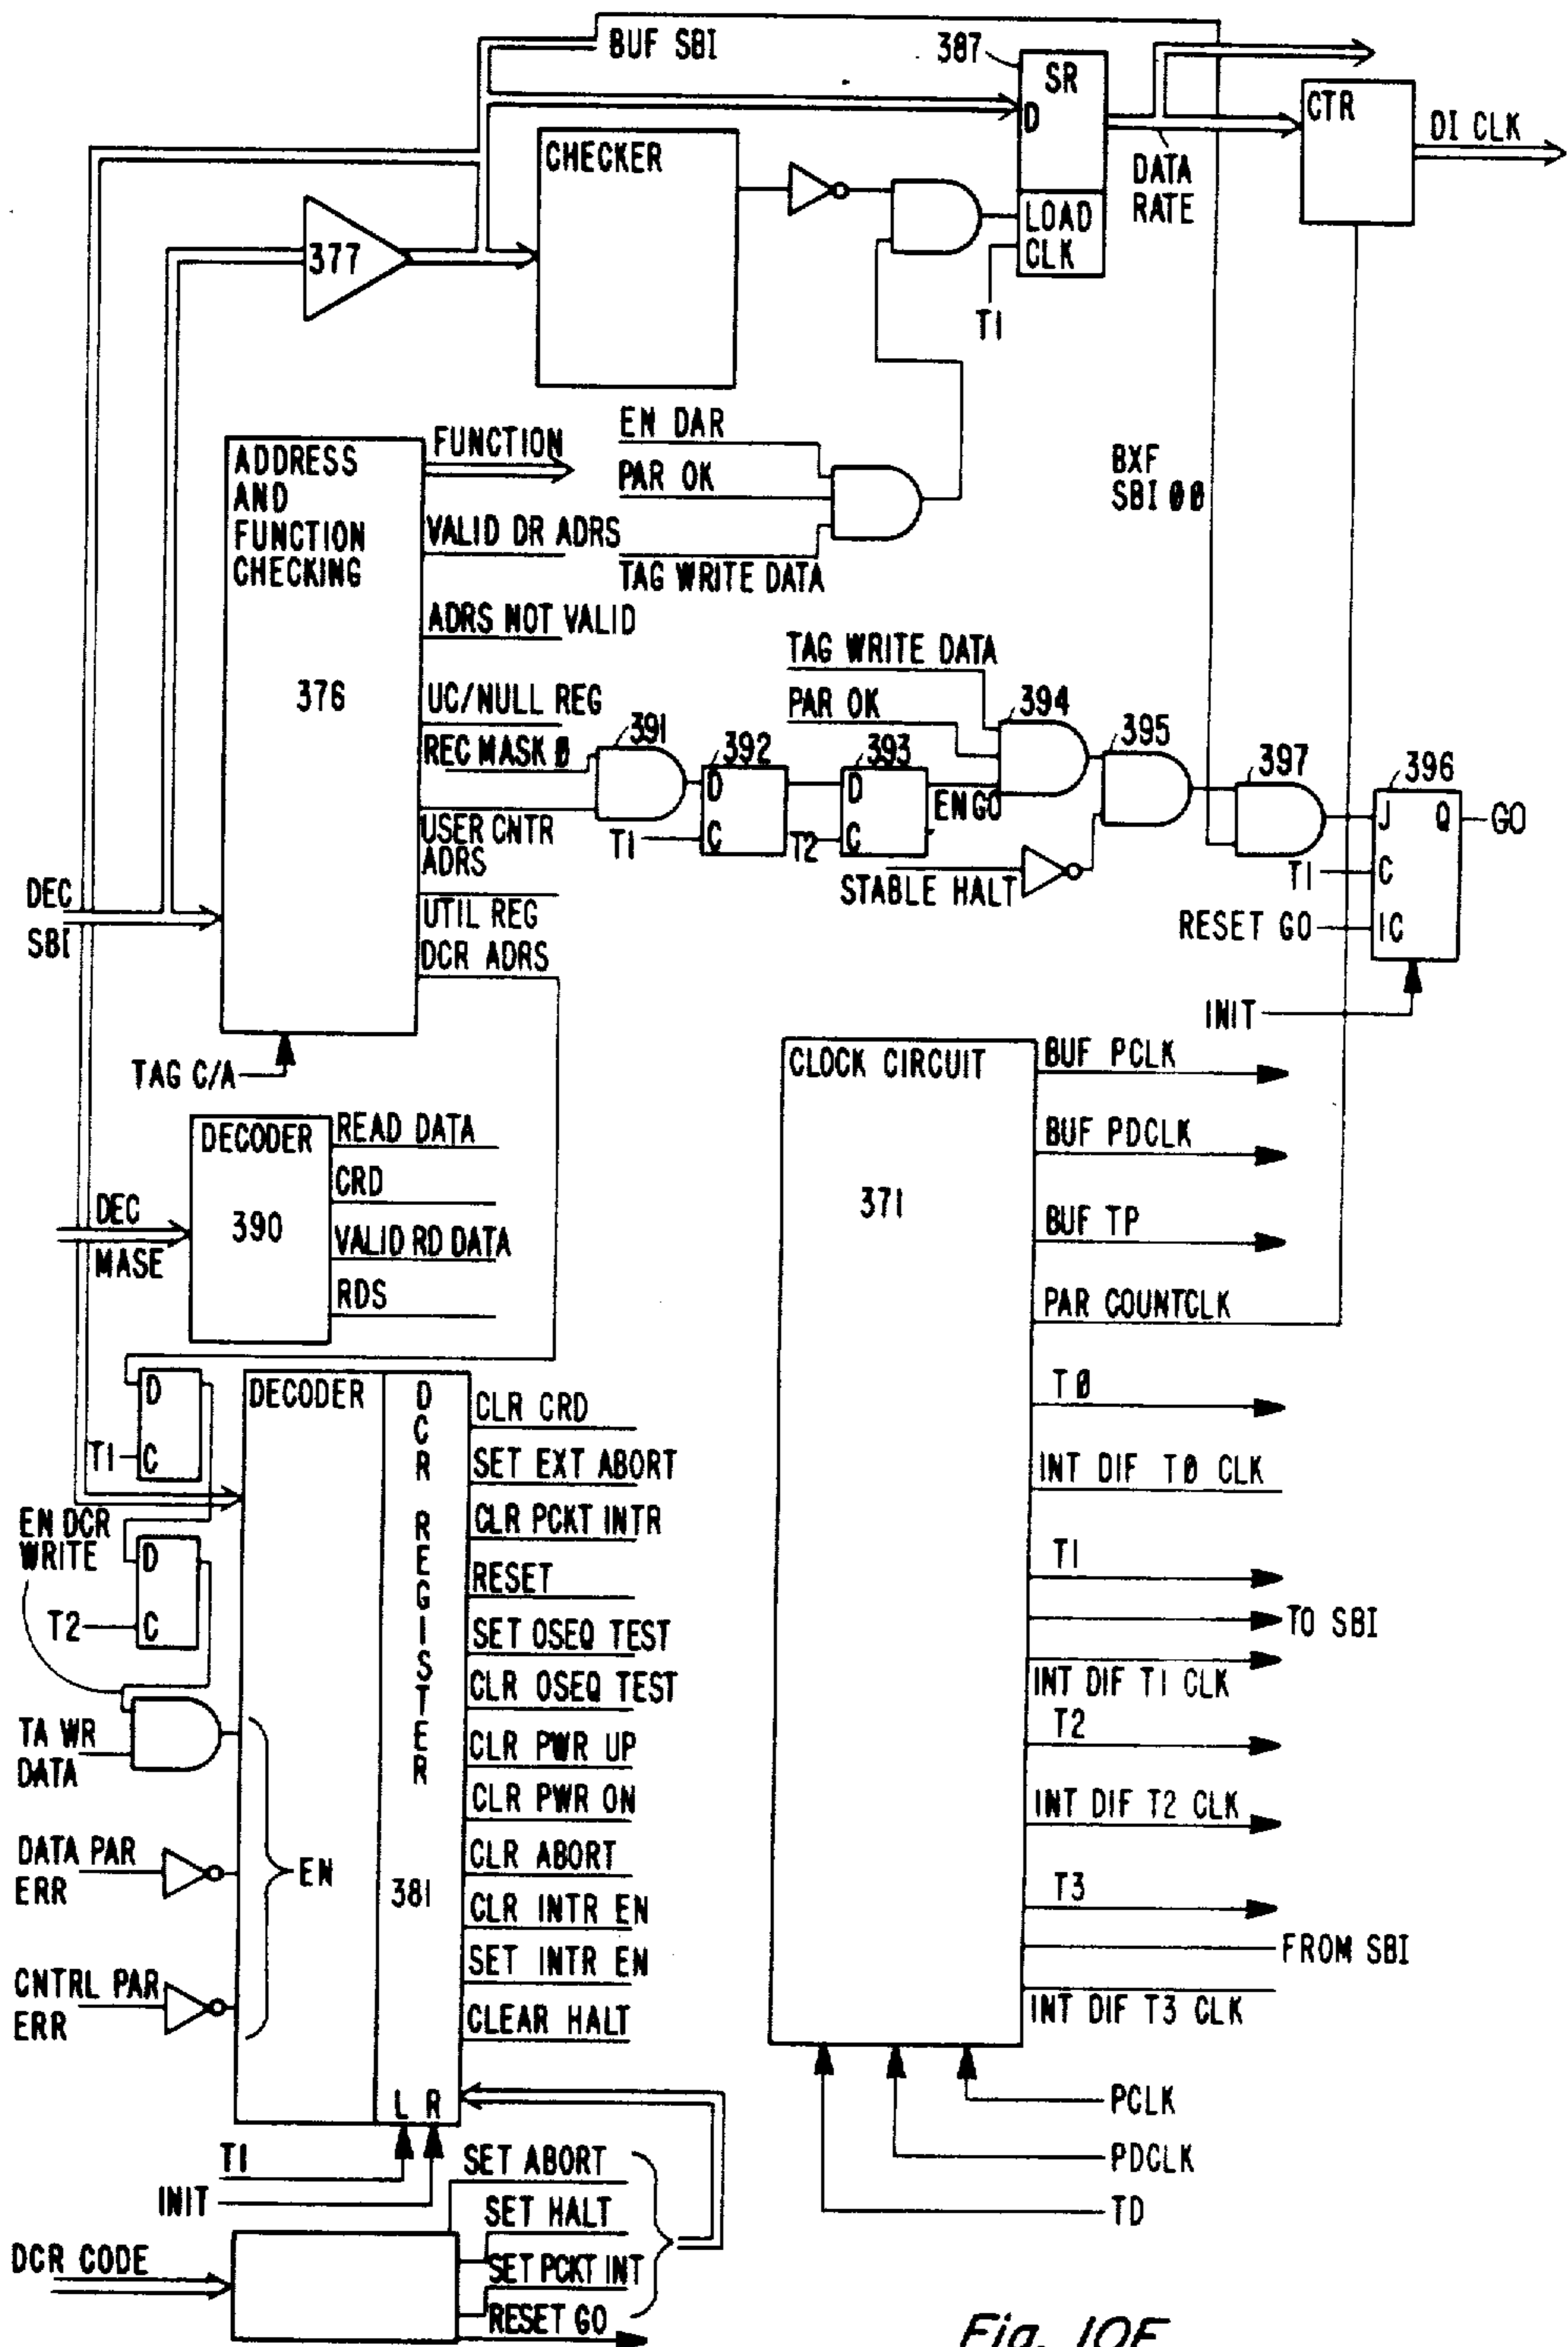 BUF SBI
387
SR
D
CTR
DI CLK
CHECKER
DATA
RATE
LOAD
CLK
377
T1
EN DAR
PAR OK
TAG WRITE DATA
BXF
SBI 00
ADDRESS
AND
FUNCTION
CHECKING
376
FUNCTION
VALID DR ADRS
ADRS NOT VALID
UC/NULL REG
REC MASK 0
USER CNTR
ADRS
UTIL REG
DCR ADRS
TAG WRITE DATA
PAR OK
391
392
393
394
395
397
396
D
C
T1
D
C
T2
EN GO
STABLE HALT
J Q
GO
T1
C
RESET GO
IC
INIT
DEC
SBI
TAG C/A
DECODER
390
READ DATA
CRD
VALID RD DATA
RDS
DEC
MASE
CLOCK CIRCUIT
371
BUF PCLK
BUF PDCLK
BUF TP
PAR COUNTCLK
T0
INT DIF T0 CLK
T1
TO SBI
INT DIF T1 CLK
T2
INT DIF T2 CLK
T3
FROM SBI
INT DIF T3 CLK
PCLK
PDCLK
TD
D
T1
C
EN DCR
WRITE
D
T2
C
TA WR
DATA
DATA PAR
ERR
CNTRL PAR
ERR
EN
DECODER
DCR REGISTER
381
L R
CLR CRD
SET EXT ABORT
CLR PCKT INTR
RESET
SET OSEQ TEST
CLR OSEQ TEST
CLR PWR UP
CLR PWR ON
CLR ABORT
CLR INTR EN
SET INTR EN
CLEAR HALT
T1
INIT
DCR CODE
SET ABORT
SET HALT
SET PCKT INT
RESET GO
Fig. 10E